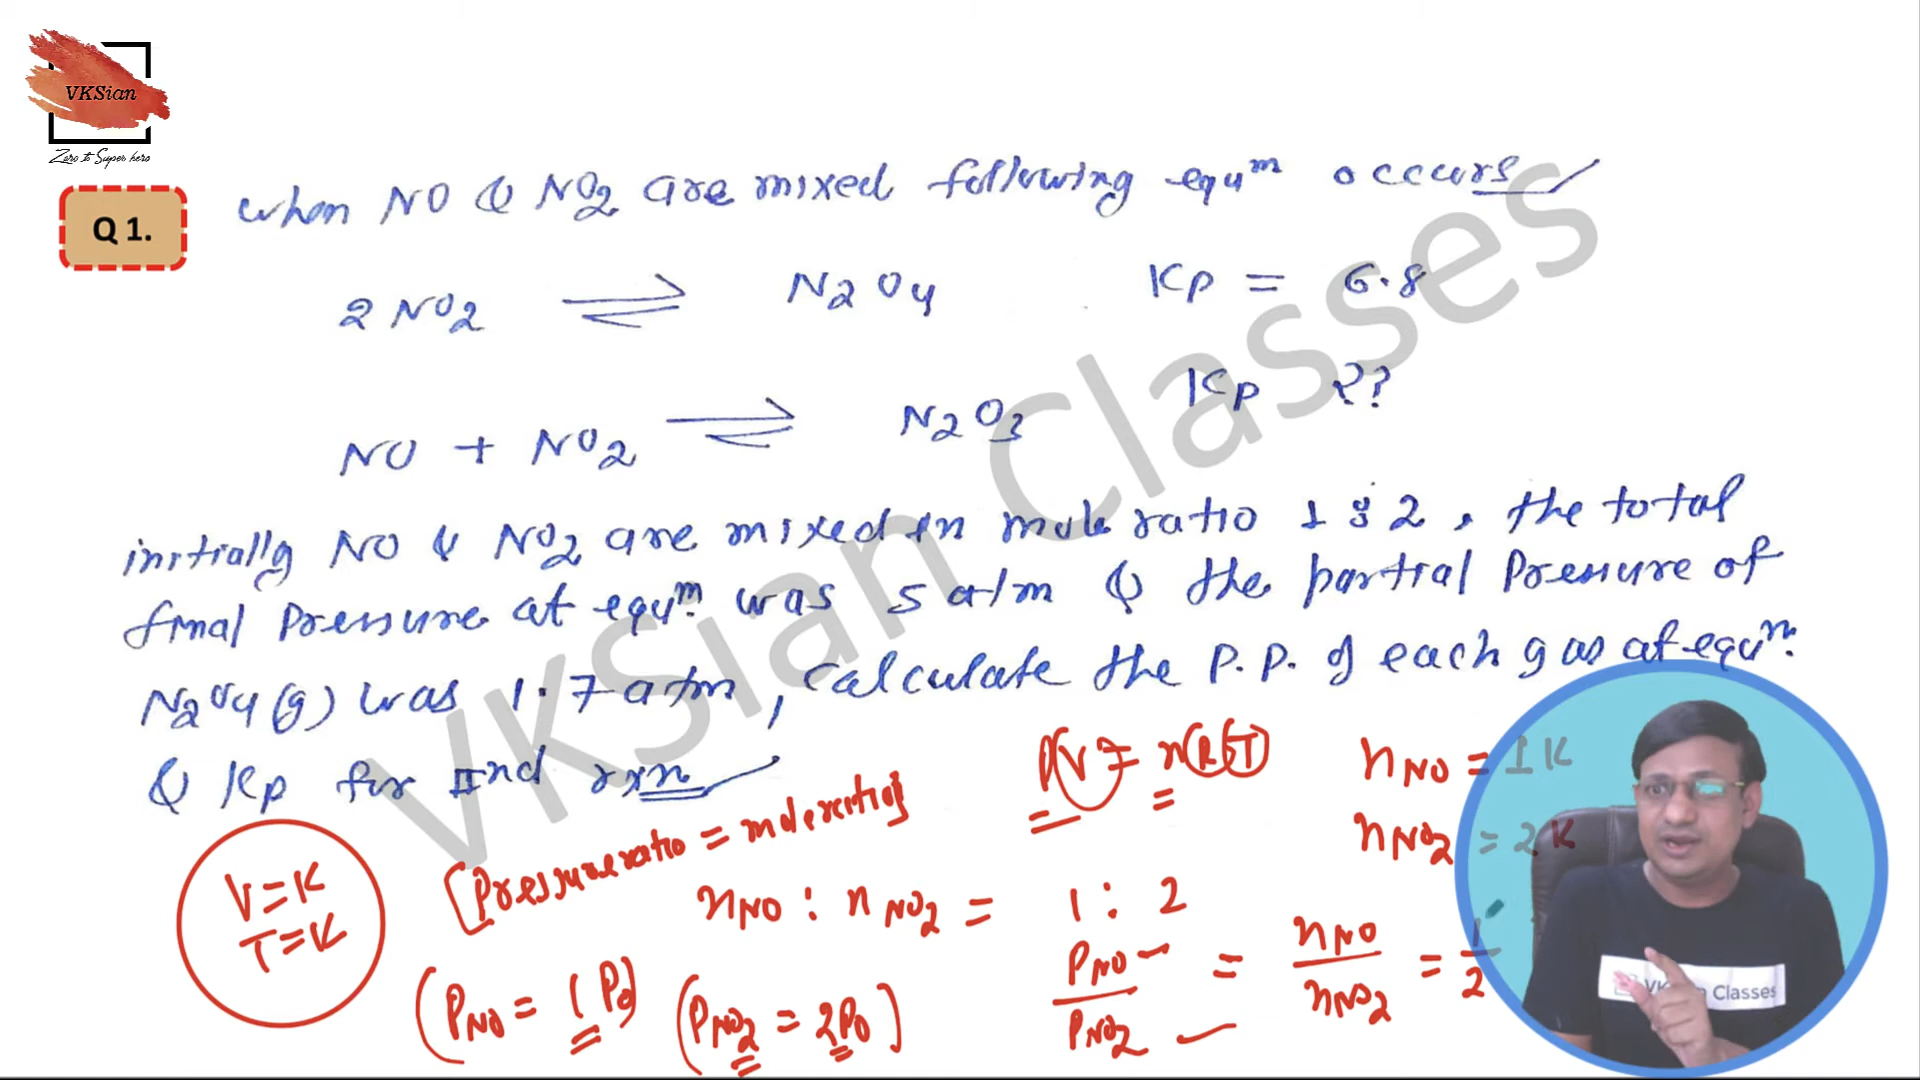 VKSian
Zero to Super hero
Q 1.
when NO & NO2 are mixed following equm occurs
2 NO2 ⇌ N2O4 Kp = 6.8
NO + NO2 ⇌ N2O3 Kp ??
initially NO & NO2 are mixed in mole ratio 1:2, the total
final Pressure at equm. was 5 atm & the partial Pressure of
N2O4(g) was 1.7 atm, calculate the P.P. of each gas at equm.
& Kp for IInd rxn
VKSian Classes
PV = nRT
nNO = 1K
nNO2 = 2K
V=K
T=K
[Pressure ratio = mole ratio]
nNO : nNO2 = 1 : 2
PNO / PNO2 = nNO / nNO2 = 1/2
(PNO = 1P0) (PNO2 = 2P0)
Classes